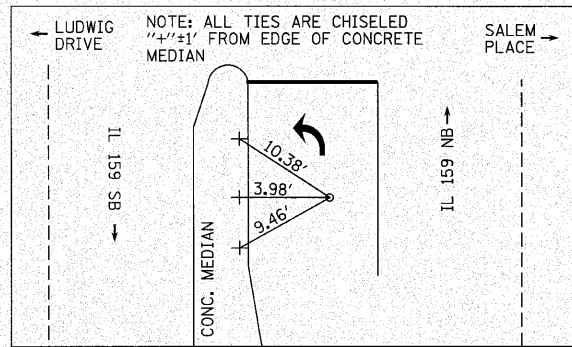 ← LUDWIG
DRIVE
NOTE: ALL TIES ARE CHISELED
"+"±1' FROM EDGE OF CONCRETE
MEDIAN
SALEM
PLACE →
IL 159 SB →
CONC. MEDIAN
10.38'
3.98'
9.46'
IL 159 NB →